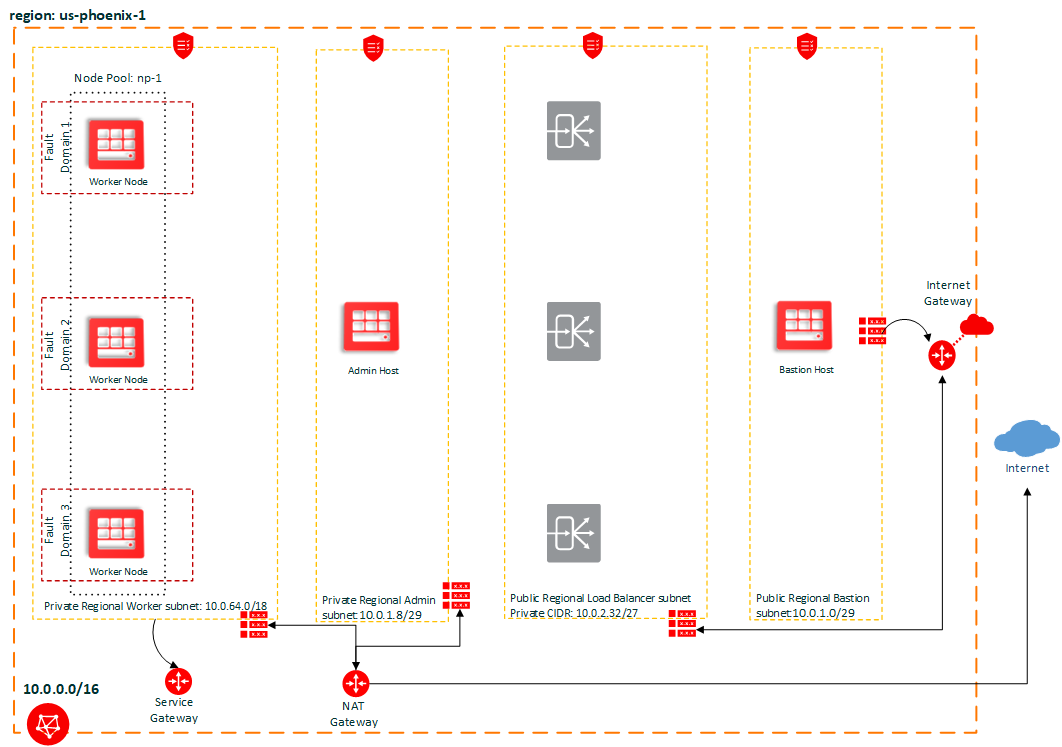 region: us-phoenix-1
Node Pool: np-1
Fault
Domain 1
Worker Node
Fault
Domain 2
Worker Node
Fault
Domain 3
Worker Node
Private Regional Worker subnet: 10.0.64.0/18
Admin Host
Private Regional Admin
subnet:10.0.1.8/29
Public Regional Load Balancer subnet
Private CIDR: 10.0.2.32/27
Bastion Host
Public Regional Bastion
subnet:10.0.1.0/29
Internet
Gateway
Internet
x.x.x
x.x.x
x.x.x
x.x.x
x.x.x
x.x.x
x.x.x
x.x.x
10.0.0.0/16
Service
Gateway
NAT
Gateway